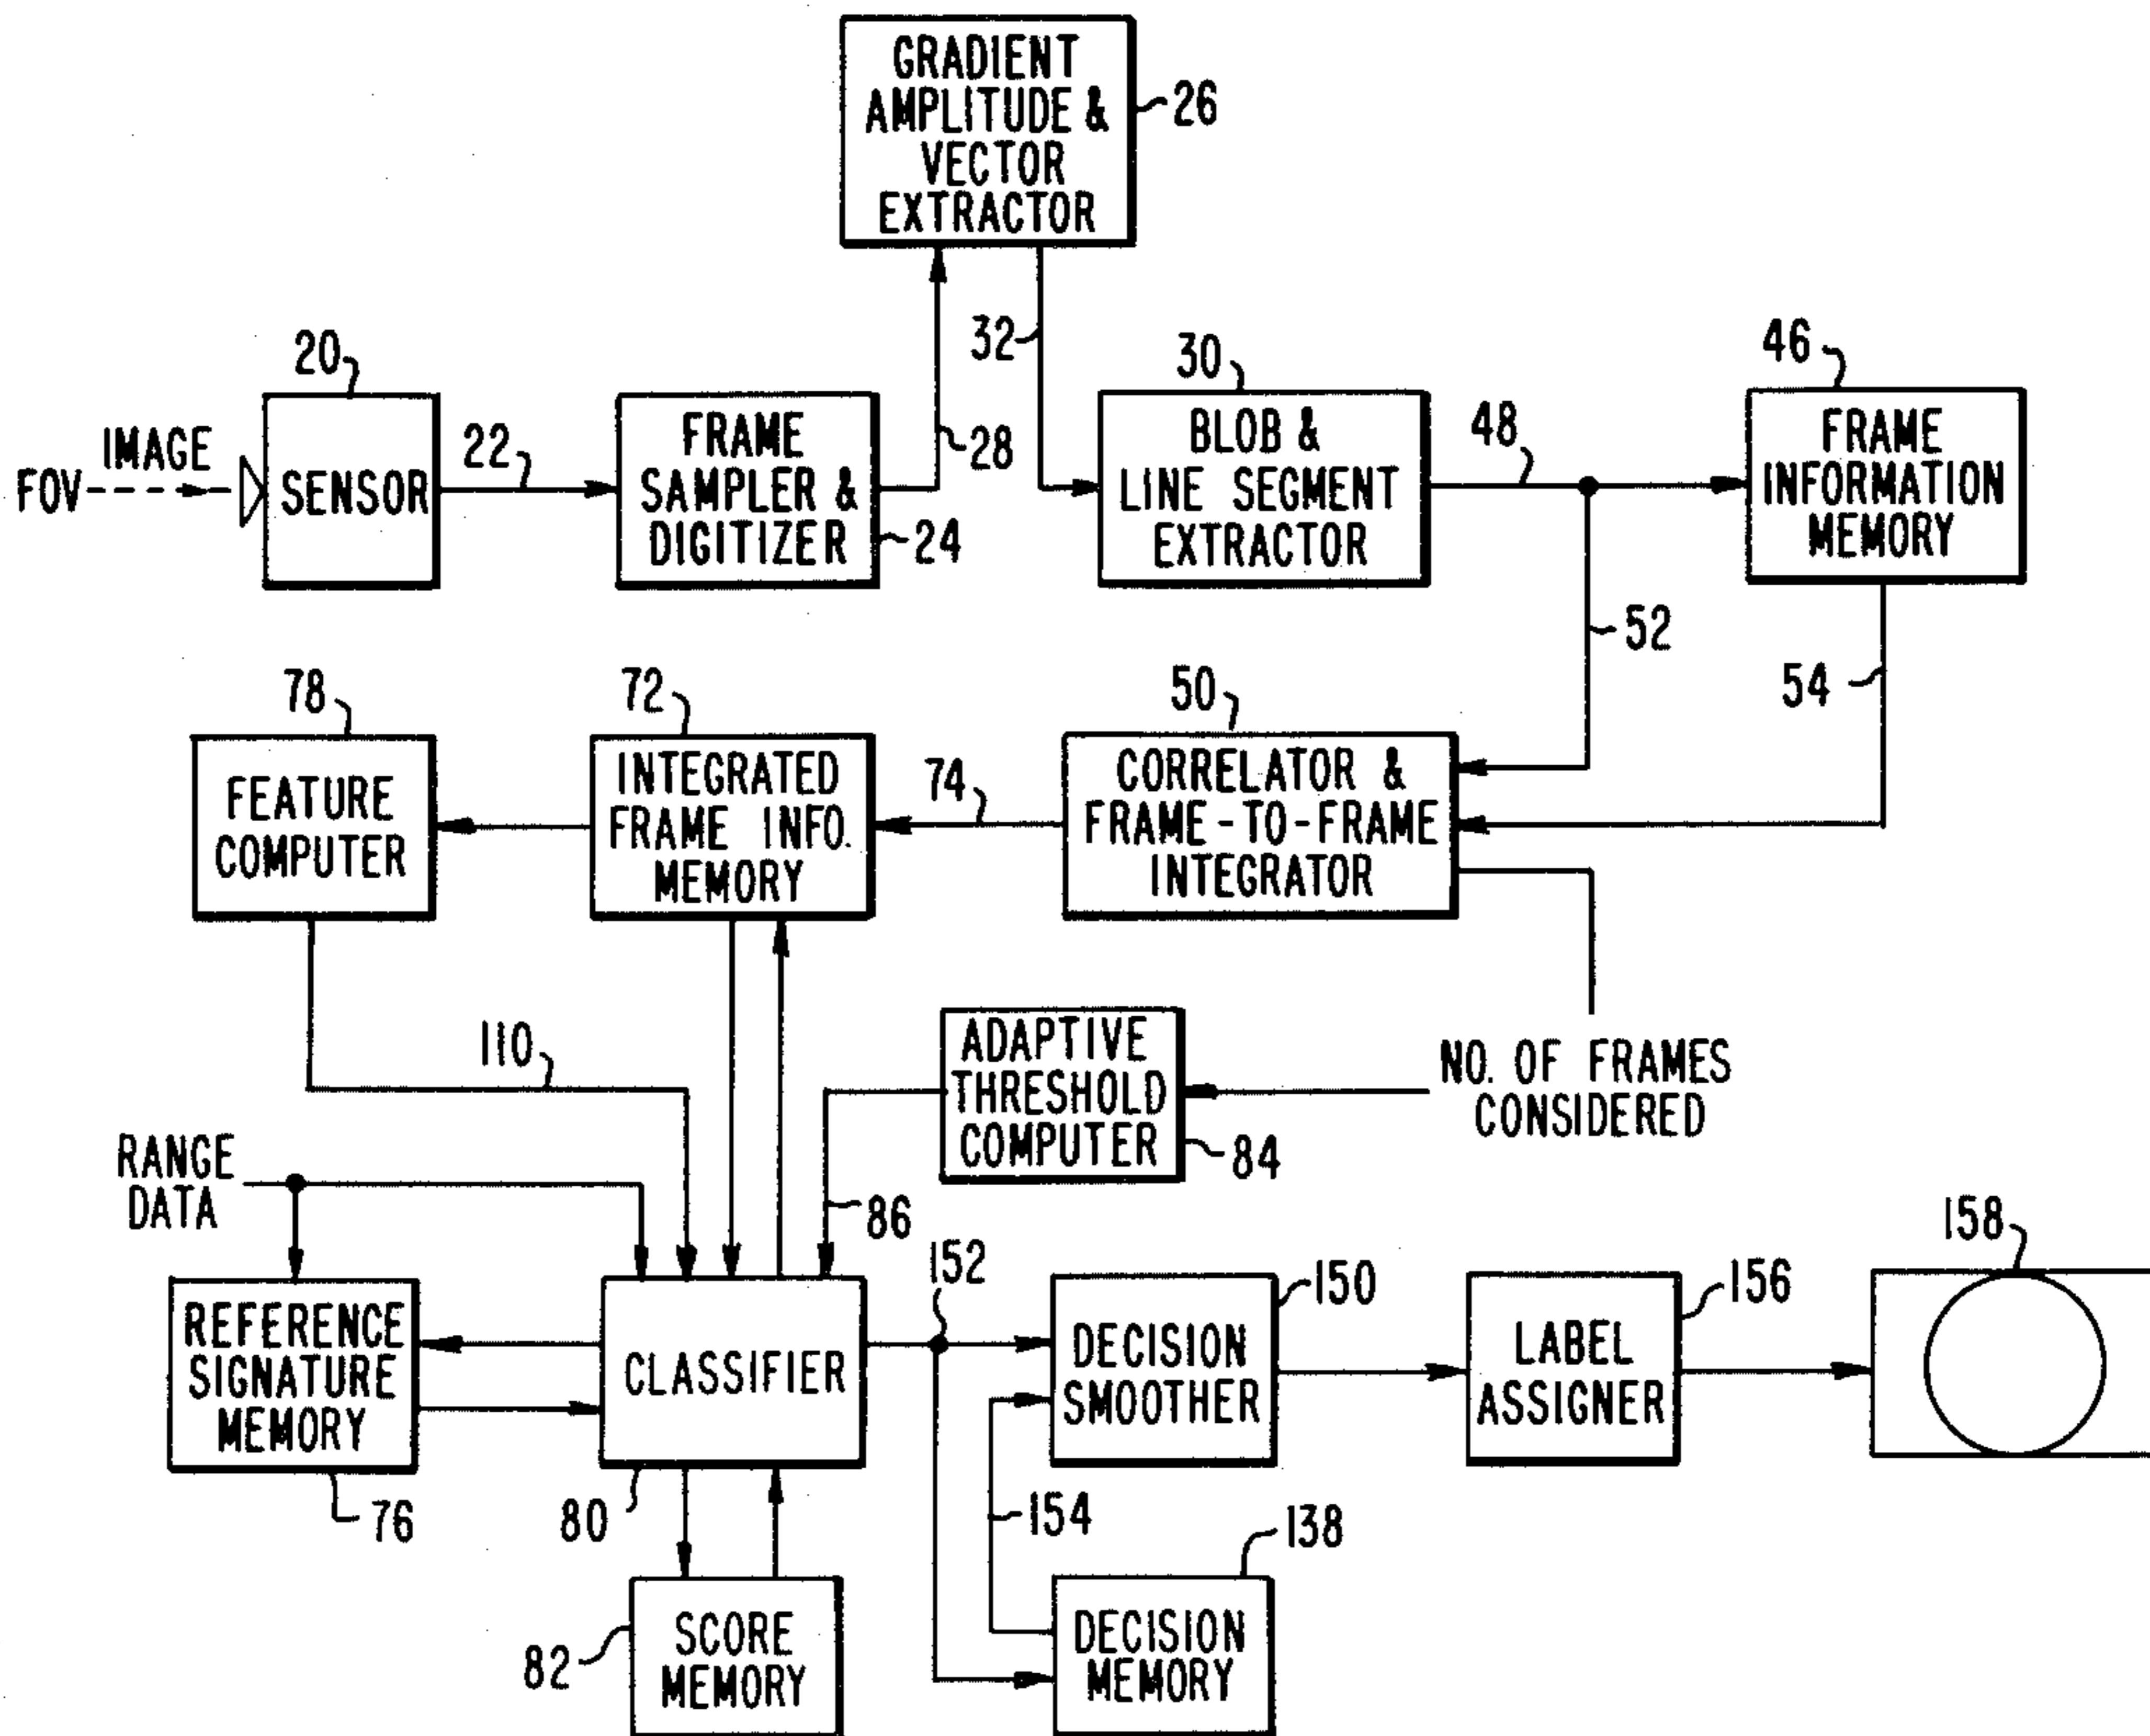 GRADIENT
AMPLITUDE &
VECTOR
EXTRACTOR
26
32
28
20
FOV
IMAGE
SENSOR
22
FRAME
SAMPLER &
DIGITIZER
24
30
BLOB &
LINE SEGMENT
EXTRACTOR
48
46
FRAME
INFORMATION
MEMORY
52
54
78
FEATURE
COMPUTER
72
INTEGRATED
FRAME INFO.
MEMORY
74
50
CORRELATOR &
FRAME-TO-FRAME
INTEGRATOR
110
ADAPTIVE
THRESHOLD
COMPUTER
84
NO. OF FRAMES
CONSIDERED
RANGE
DATA
86
REFERENCE
SIGNATURE
MEMORY
76
CLASSIFIER
80
152
DECISION
SMOOTHER
150
LABEL
ASSIGNER
156
158
154
138
82
SCORE
MEMORY
DECISION
MEMORY